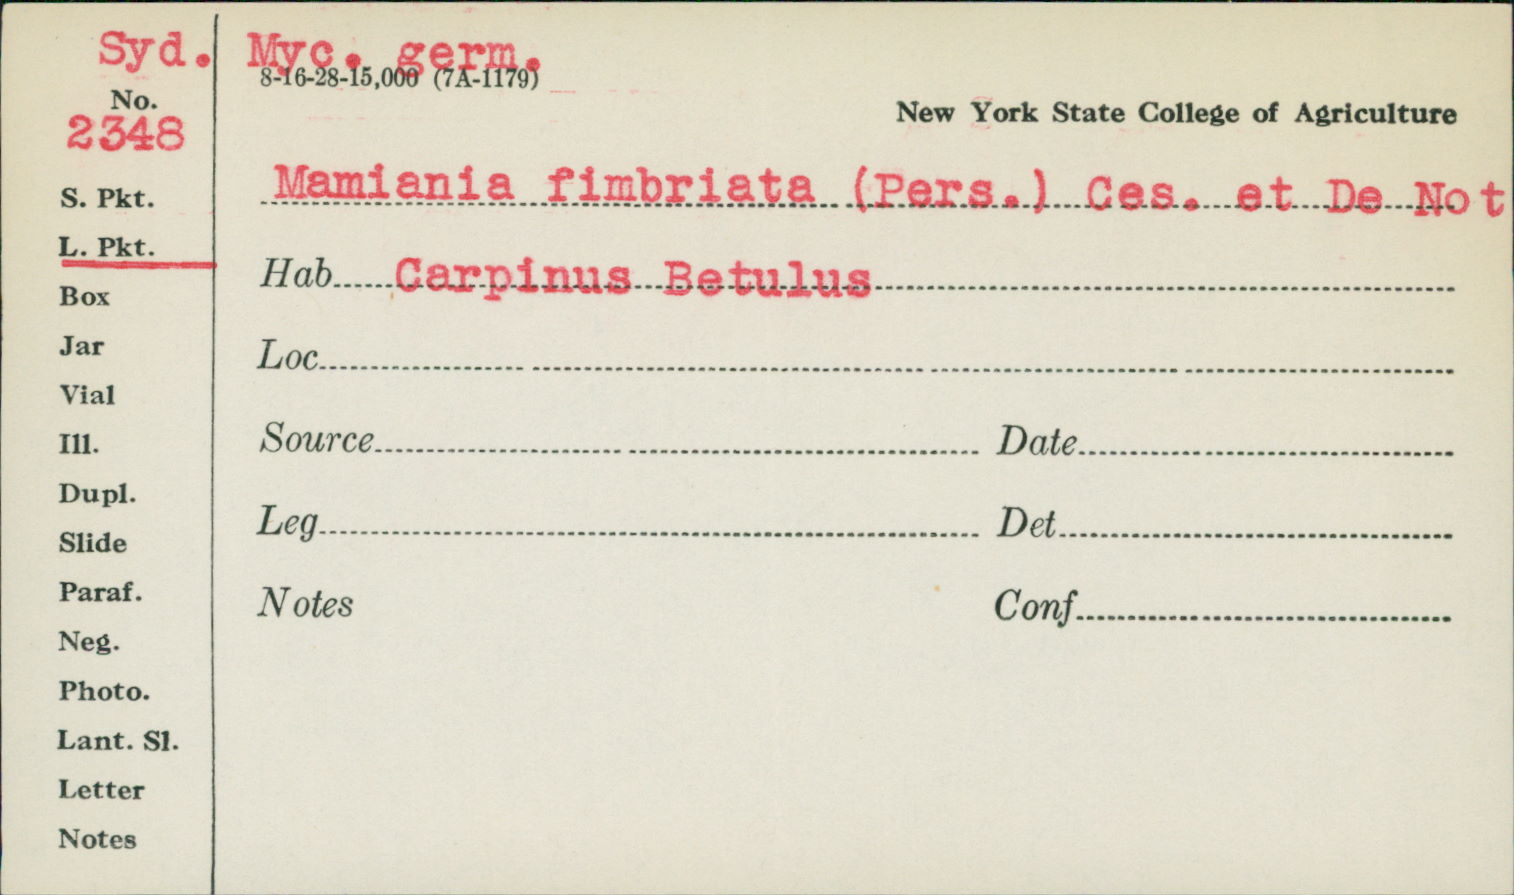 Syd. Myc. germ.
8-16-28-15,000 (7A-1179)
No.
2348
New York State College of Agriculture
Mamiania fimbriata (Pers.) Ces. et De Not
S. Pkt.
L. Pkt.
Hab Carpinus Betulus
Box
Jar
Loc
Vial
Ill.
Source Date
Dupl.
Slide
Leg Det
Paraf.
Notes Conf
Neg.
Photo.
Lant. Sl.
Letter
Notes